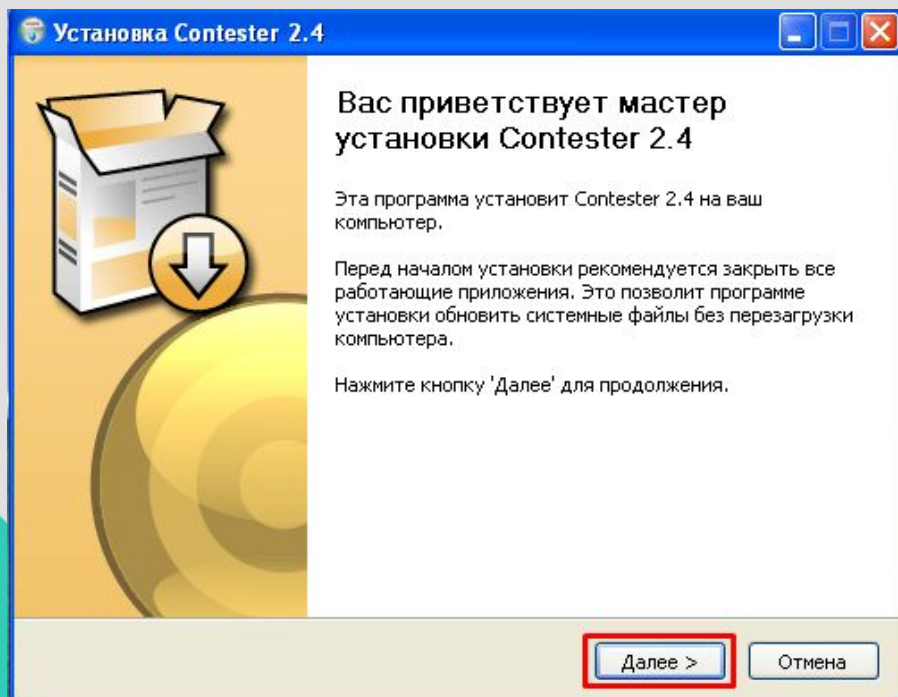 Установка Contester 2.4
Вас приветствует мастер
установки Contester 2.4
Эта программа установит Contester 2.4 на ваш
компьютер.
Перед началом установки рекомендуется закрыть все
работающие приложения. Это позволит программе
установки обновить системные файлы без перезагрузки
компьютера.
Нажмите кнопку 'Далее' для продолжения.
Далее >
Отмена